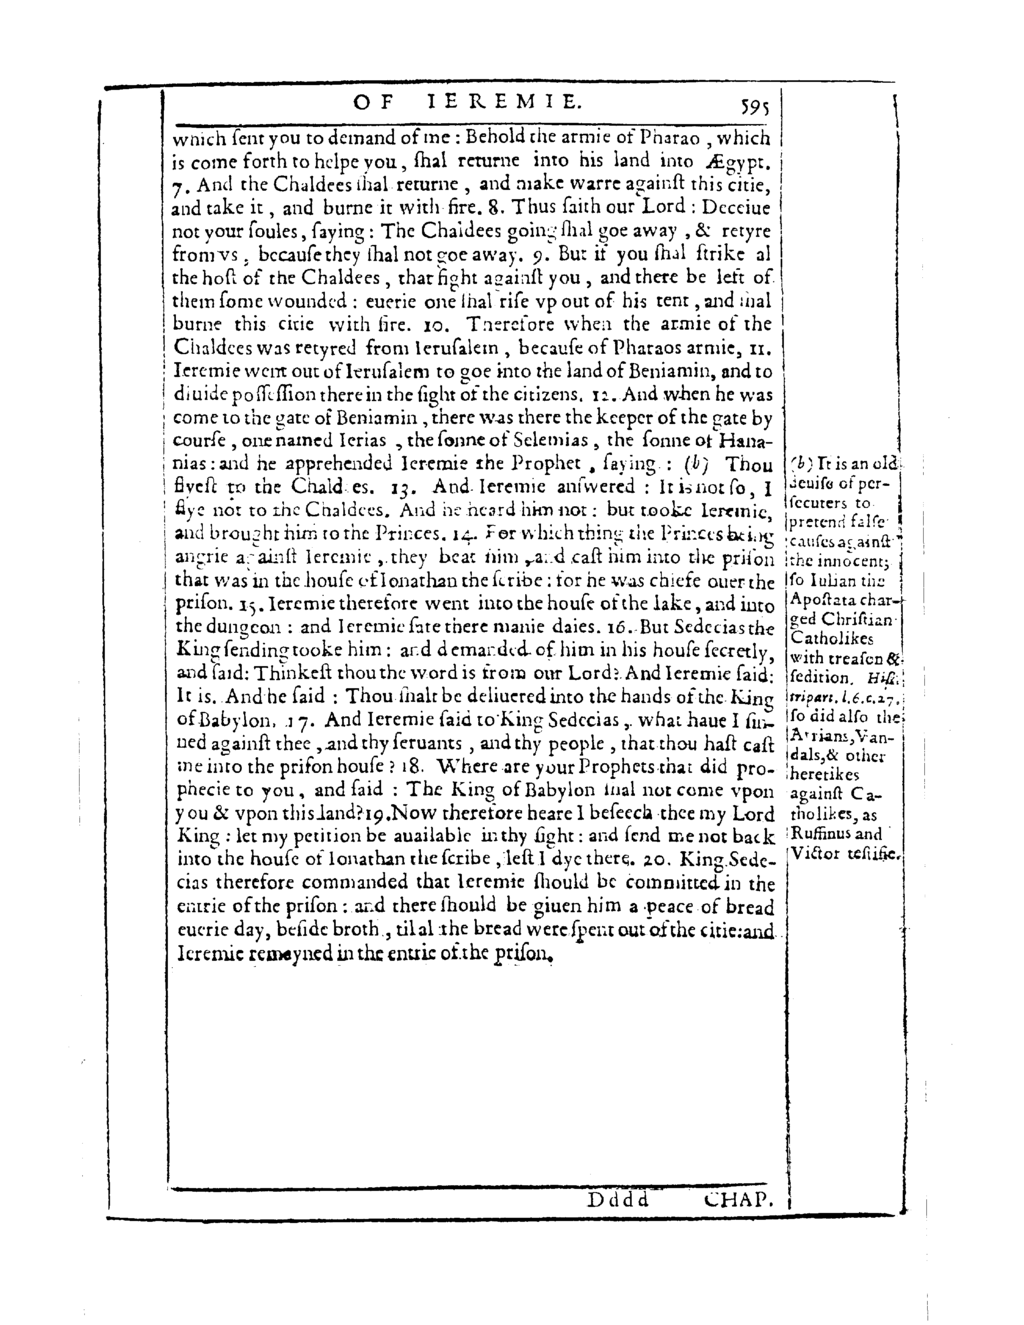 OF IEREMIE. 595
which ſent you to demand of me : Behold the armie of Pharao , which
is come forth to helpe you , ſhal returne into his land into Ægypt.
7. And the Chaldees ſhal returne , and make warre againſt this citie,
and take it , and burne it with fire. 8. Thus ſaith our Lord : Deceiue
not your ſoules, ſaying : The Chaldees going ſhal goe away , & retyre
from vs : becauſe they ſhal not goe away. 9. But if you ſhal ſtrike al
the hoſt of the Chaldees , that fight againſt you , and there be left of
them ſome wounded : euerie one ſhal riſe vp out of his tent , and ſhal
burne this citie with fire. 10. Therefore when the armie of the
Chaldees was retyred from Ieruſalem , becauſe of Pharaos armie, 11.
Ieremie went out of Ieruſalem to goe into the land of Beniamin, and to
diuide poſſeſſion there in the ſight of the citizens. 12. And when he was
come to the gate of Beniamin , there was there the keeper of the gate by
courſe , one named Ierias , the ſonne of Selemias , the ſonne of Hana-
nias : and he apprehended Ieremie the Prophet , ſaying : (b) Thou
flyeſt to the Chaldees. 13. And Ieremie anſwered : It is not ſo, I
flye not to the Chaldees. And he heard him not : but tooke Ieremie,
and brought him to the Princes. 14. For which thing the Princes being
angrie againſt Ieremie , they beat him , and caſt him into the priſon
that was in the houſe of Ionathan the ſcribe : for he was chiefe ouer the
priſon. 15. Ieremie therefore went into the houſe of the lake, and into
the dungeon : and Ieremie ſate there manie daies. 16. But Sedecias the
King ſending tooke him : and demanded of him in his houſe ſecretly,
and ſaid: Thinkeſt thou the word is from our Lord? And Ieremie ſaid:
It is. And he ſaid : Thou ſhalt be deliuered into the hands of the King
of Babylon. 17. And Ieremie ſaid to King Sedecias , what haue I ſin-
ned againſt thee , and thy ſeruants , and thy people , that thou haſt caſt
me into the priſon houſe ? 18. Where are your Prophets that did pro-
phecie to you , and ſaid : The King of Babylon ſhal not come vpon
you & vpon this land? 19. Now therefore heare I beſeech thee my Lord
King : let my petition be auailable in thy ſight : and ſend me not back
into the houſe of Ionathan the ſcribe , leſt I dye there. 20. King Sede-
cias therefore commanded that Ieremie ſhould be committed in the
entrie of the priſon : and there ſhould be giuen him a peace of bread
euerie day, beſide broth , til al the bread were ſpent out of the citie: and
Ieremie remayned in the entrie of the priſon.
(b) It is an old
deuiſe of per-
ſecuters to
pretend falſe
cauſes againſt
the innocent;
ſo Iulian the
Apoſtata char-
ged Chriſtian
Catholikes
with treaſon &
ſedition. Hiſt.
tripart. l.6.c.27.
ſo did alſo the
Arrians, Van-
dals, & other
heretikes
againſt Ca-
tholikes, as
Ruffinus and
Victor teſtifie.
Dddd CHAP.